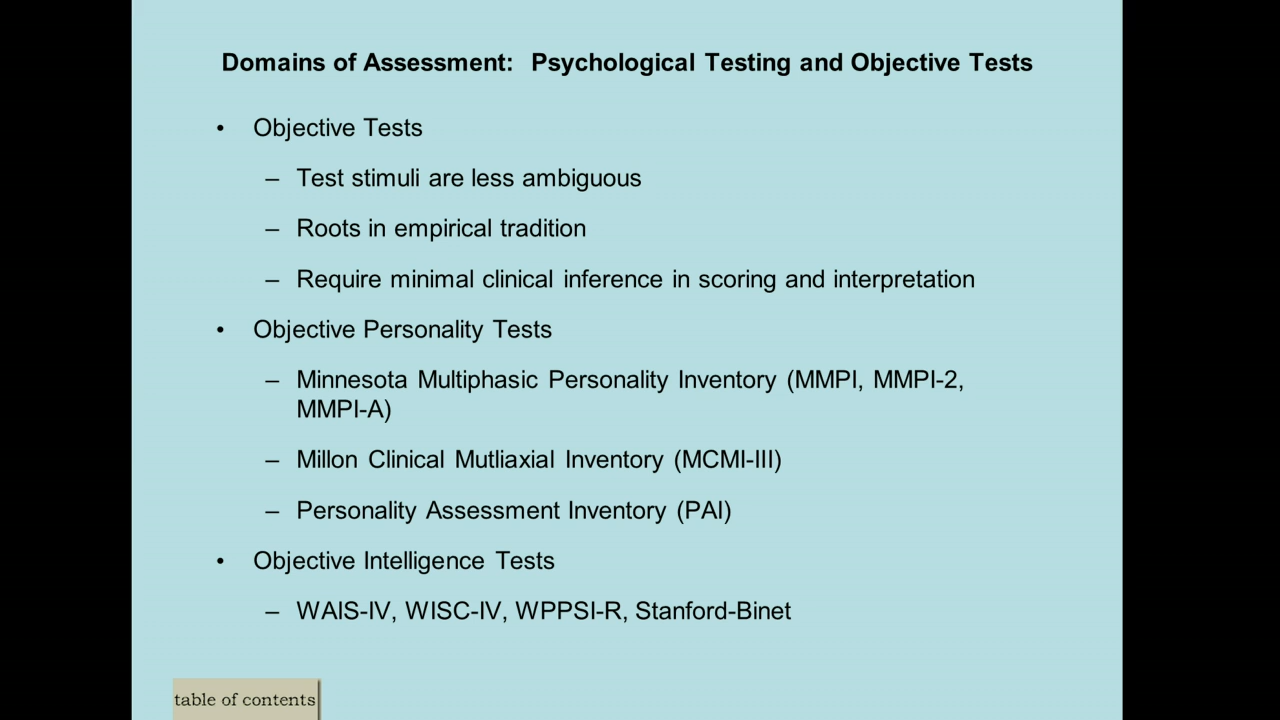 Domains of Assessment: Psychological Testing and Objective Tests
• Objective Tests
– Test stimuli are less ambiguous
– Roots in empirical tradition
– Require minimal clinical inference in scoring and interpretation
• Objective Personality Tests
– Minnesota Multiphasic Personality Inventory (MMPI, MMPI-2,
MMPI-A)
– Millon Clinical Mutliaxial Inventory (MCMI-III)
– Personality Assessment Inventory (PAI)
• Objective Intelligence Tests
– WAIS-IV, WISC-IV, WPPSI-R, Stanford-Binet
table of contents